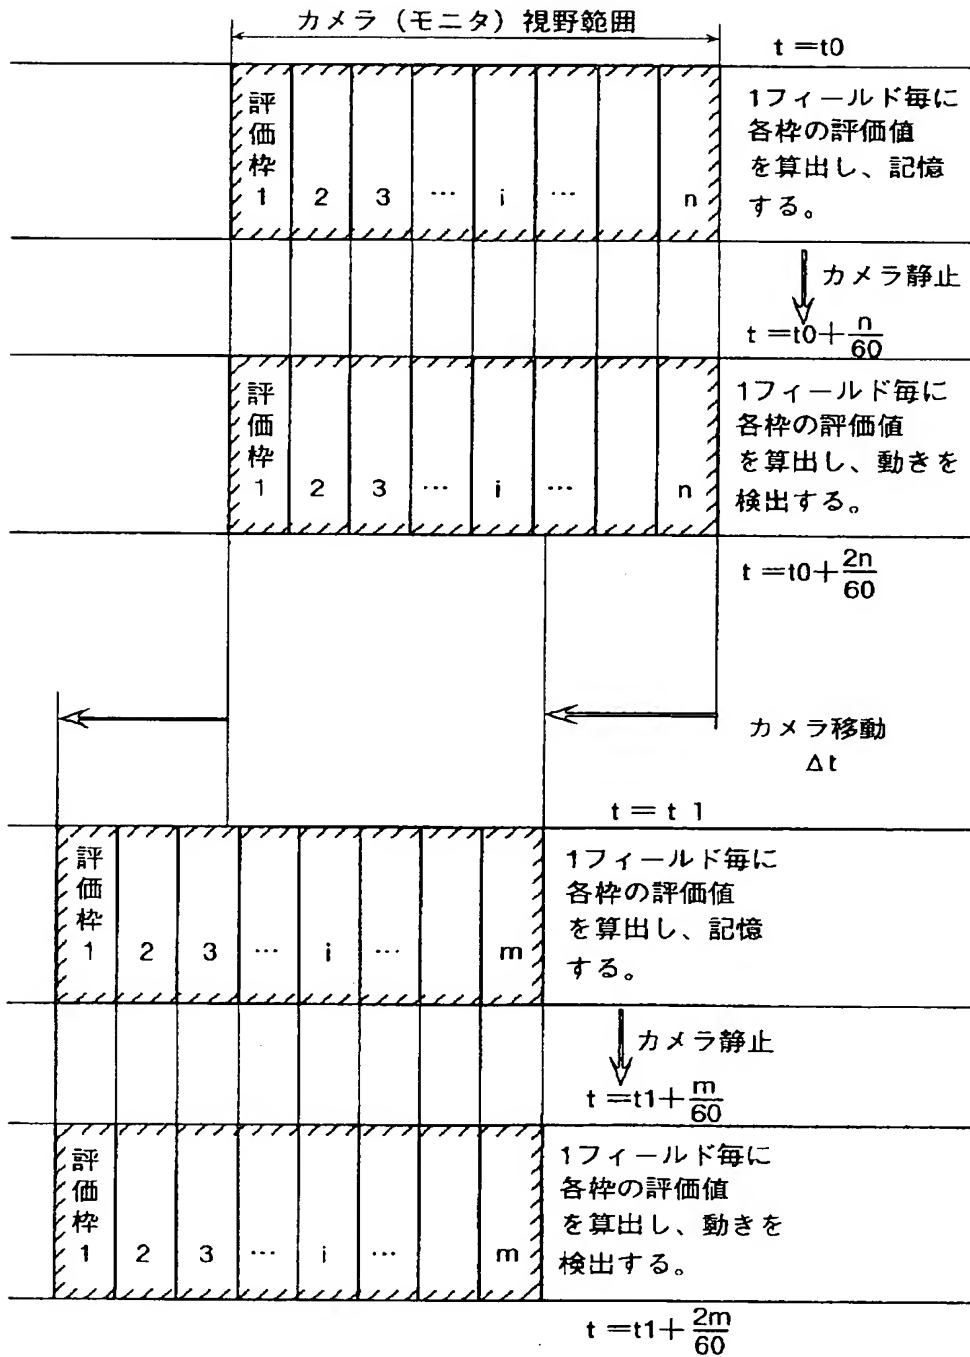 カメラ（モニタ）視野範囲
t=t0
評価枠1 2 3 … i … n
1フィールド毎に
各枠の評価値
を算出し、記憶
する。
カメラ静止
t=t0+n/60
評価枠1 2 3 … i … n
1フィールド毎に
各枠の評価値
を算出し、動きを
検出する。
t=t0+2n/60
カメラ移動
Δt
t=t1
評価枠1 2 3 … i … m
1フィールド毎に
各枠の評価値
を算出し、記憶
する。
カメラ静止
t=t1+m/60
評価枠1 2 3 … i … m
1フィールド毎に
各枠の評価値
を算出し、動きを
検出する。
t=t1+2m/60